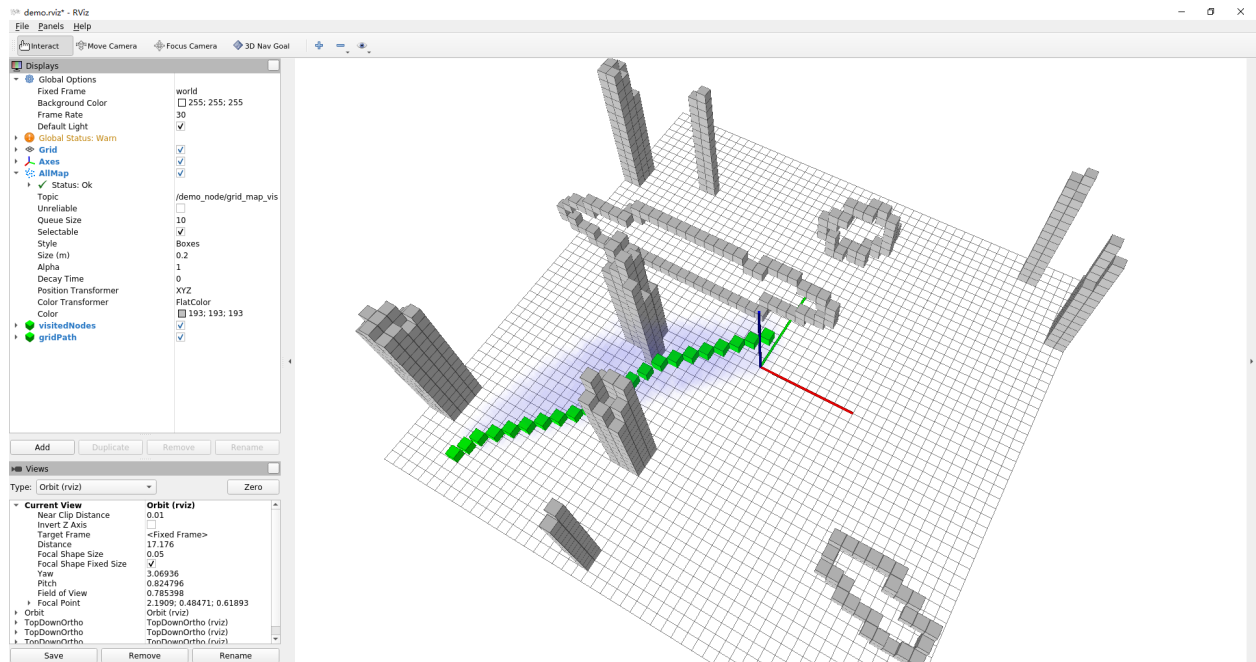 demo.rviz* - RViz
File Panels Help
Interact Move Camera Focus Camera 3D Nav Goal
Displays
Global Options
Fixed Frame world
Background Color 255; 255; 255
Frame Rate 30
Default Light
Global Status: Warn
Grid
Axes
AllMap
Status: Ok
Topic /demo_node/grid_map_vis
Unreliable
Queue Size 10
Selectable
Style Boxes
Size (m) 0.2
Alpha 1
Decay Time 0
Position Transformer XYZ
Color Transformer FlatColor
Color 193; 193; 193
visitedNodes
gridPath
Add Duplicate Remove Rename
Views
Type: Orbit (rviz) Zero
Current View Orbit (rviz)
Near Clip Distance 0.01
Invert Z Axis
Target Frame <Fixed Frame>
Distance 17.176
Focal Shape Size 0.05
Focal Shape Fixed Size
Yaw 3.06936
Pitch 0.824796
Field of View 0.785398
Focal Point 2.1909; 0.48471; 0.61893
Orbit Orbit (rviz)
TopDownOrtho TopDownOrtho (rviz)
TopDownOrtho TopDownOrtho (rviz)
TopDownOrtho TopDownOrtho (rviz)
Save Remove Rename